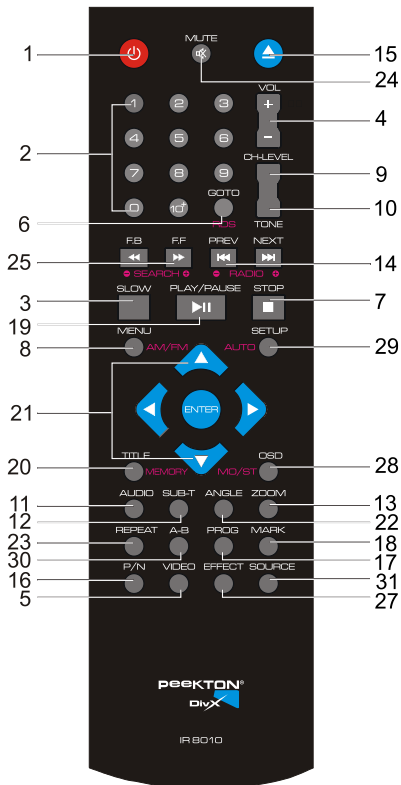 MUTE
1
15
24
VOL
1 2 3
+
4
2
4 5 6
−
CH-LEVEL
7 8 9
9
GOTO
0 10+
10
6
RDS
TONE
F.B F.F PREV NEXT
25
14
SEARCH RADIO
SLOW PLAY/PAUSE STOP
3
7
19
MENU SETUP
8
AM/FM AUTO
29
21
ENTER
TITLE OSD
20
MEMORY MO/ST
28
AUDIO SUB-T ANGLE ZOOM
11
13
12
22
REPEAT A-B PROG MARK
23
18
30
17
P/N VIDEO EFFECT SOURCE
16
31
5
27
PEEKTON®
DivX
IR 8010